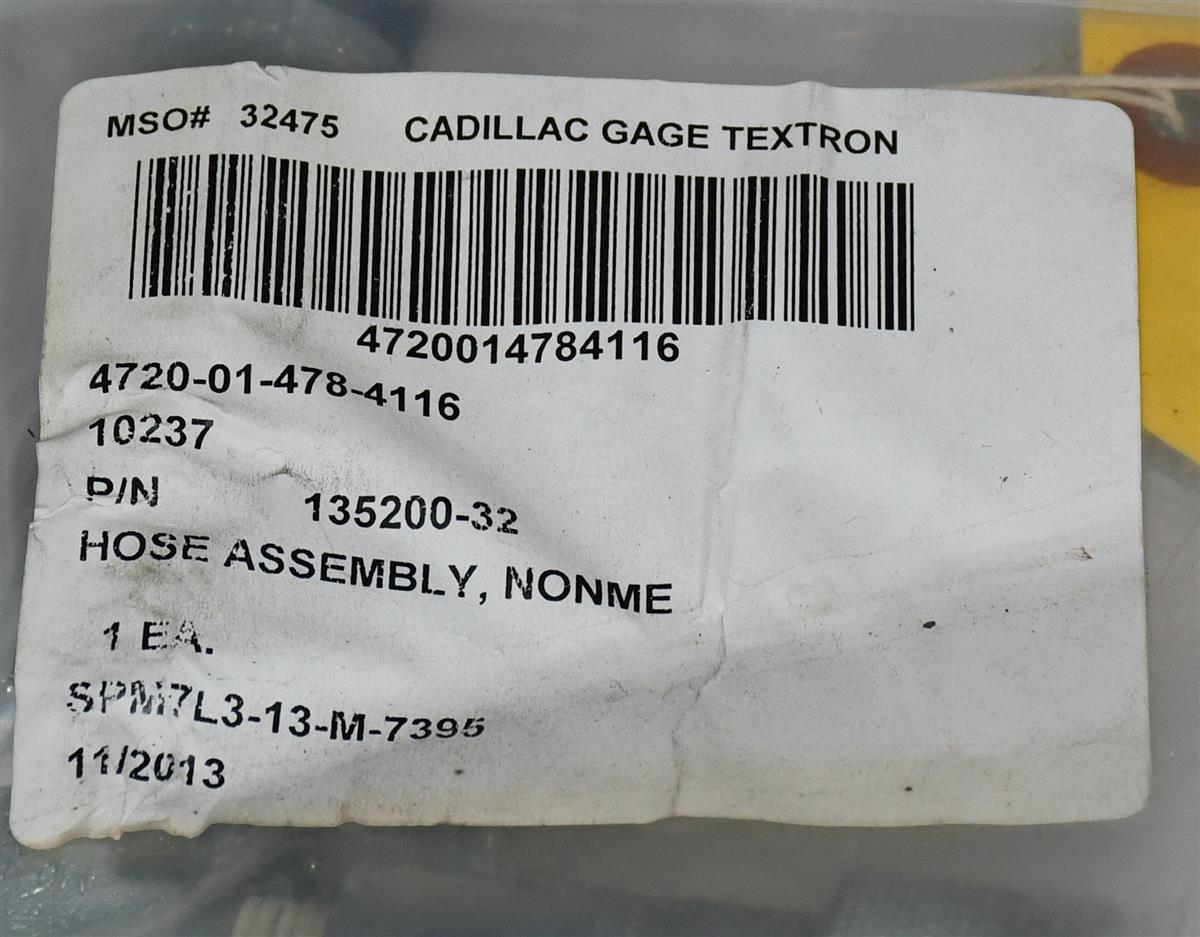 MSO# 32475 CADILLAC GAGE TEXTRON
4720014784116
4720-01-478-4116
10237
P/N 135200-32
HOSE ASSEMBLY, NONME
1 EA.
SPM7L3-13-M-7395
11/2013